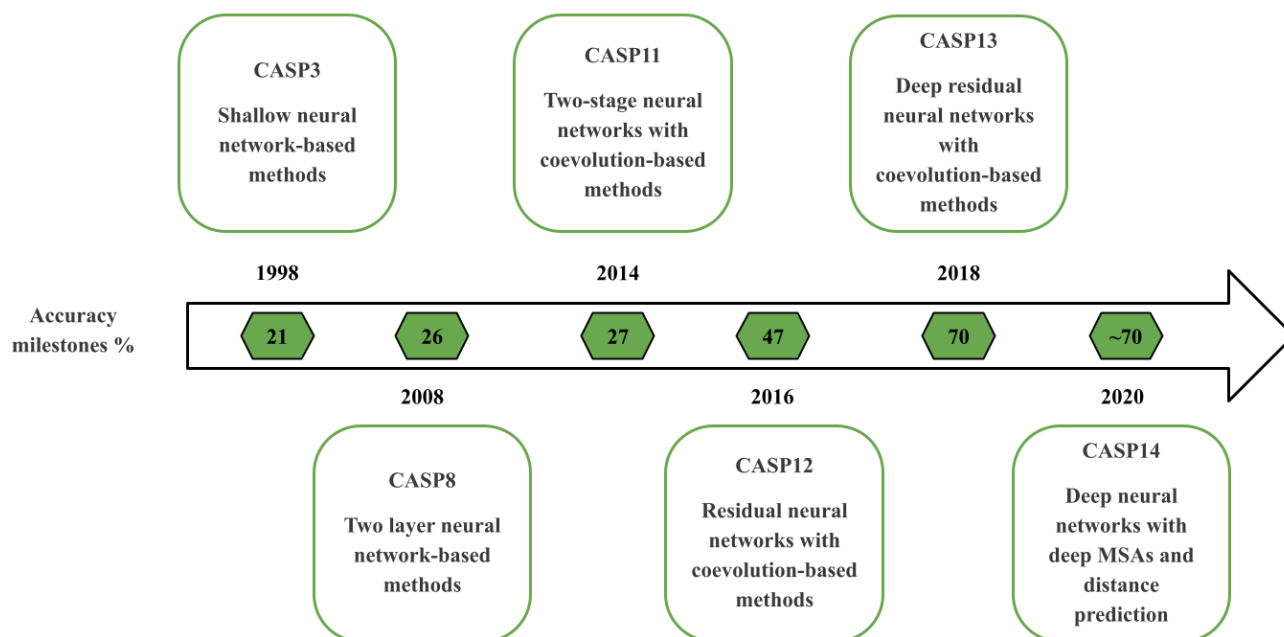 CASP3
Shallow neural
network-based
methods
CASP11
Two-stage neural
networks with
coevolution-based
methods
CASP13
Deep residual
neural networks
with
coevolution-based
methods
1998
2014
2018
Accuracy
milestones %
21
26
27
47
70
~70
2008
2016
2020
CASP8
Two layer neural
network-based
methods
CASP12
Residual neural
networks with
coevolution-based
methods
CASP14
Deep neural
networks with
deep MSAs and
distance
prediction